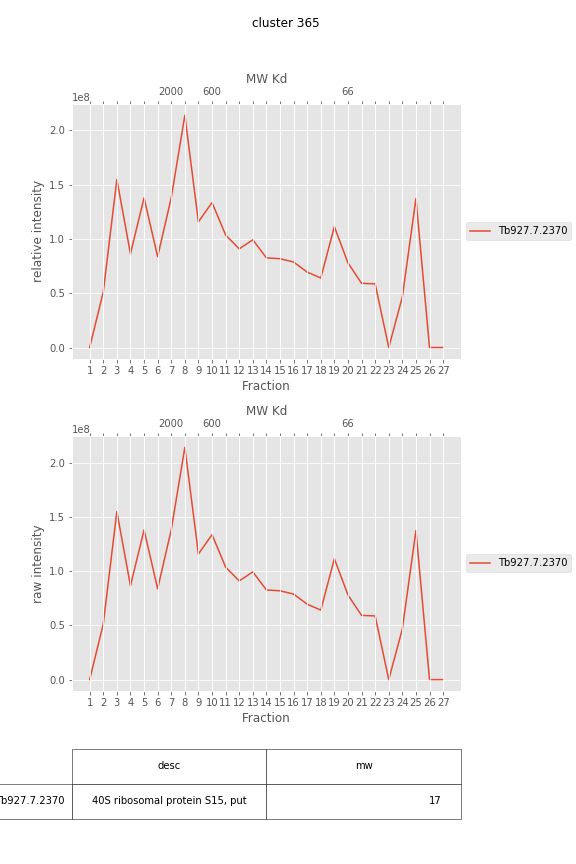 cluster 365
MW Kd
2000 600 66
1e8
2.0
1.5
1.0
0.5
0.0
relative intensity
Tb927.7.2370
1 2 3 4 5 6 7 8 9 10 11 12 13 14 15 16 17 18 19 20 21 22 23 24 25 26 27
Fraction
MW Kd
2000 600 66
1e8
2.0
1.5
1.0
0.5
0.0
raw intensity
Tb927.7.2370
1 2 3 4 5 6 7 8 9 10 11 12 13 14 15 16 17 18 19 20 21 22 23 24 25 26 27
Fraction
desc mw
b927.7.2370 40S ribosomal protein S15, put 17